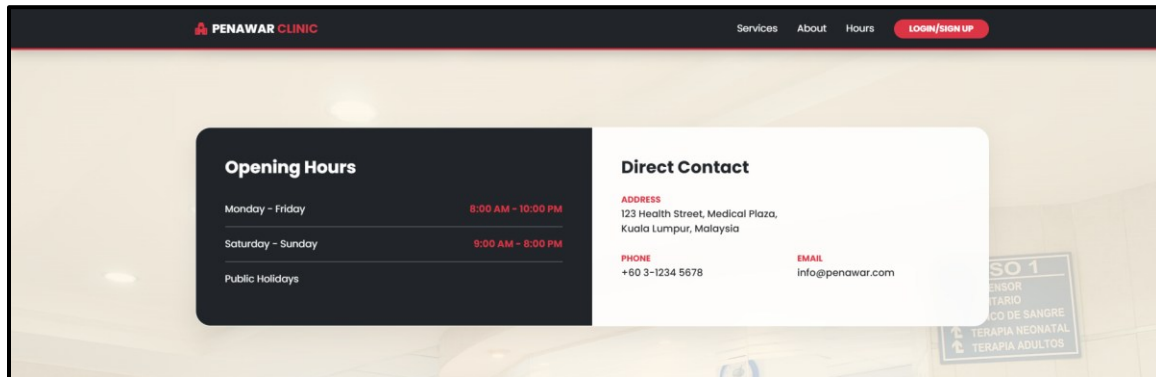 PENAWAR CLINIC
Services About Hours LOGIN/SIGN UP
Opening Hours
Monday - Friday 8:00 AM - 10:00 PM
Saturday - Sunday 9:00 AM - 8:00 PM
Public Holidays
Direct Contact
ADDRESS
123 Health Street, Medical Plaza,
Kuala Lumpur, Malaysia
PHONE
+60 3-1234 5678
EMAIL
info@penawar.com
SO 1
DE SANGRE
TERAPIA NEONATAL
TERAPIA ADULTOS